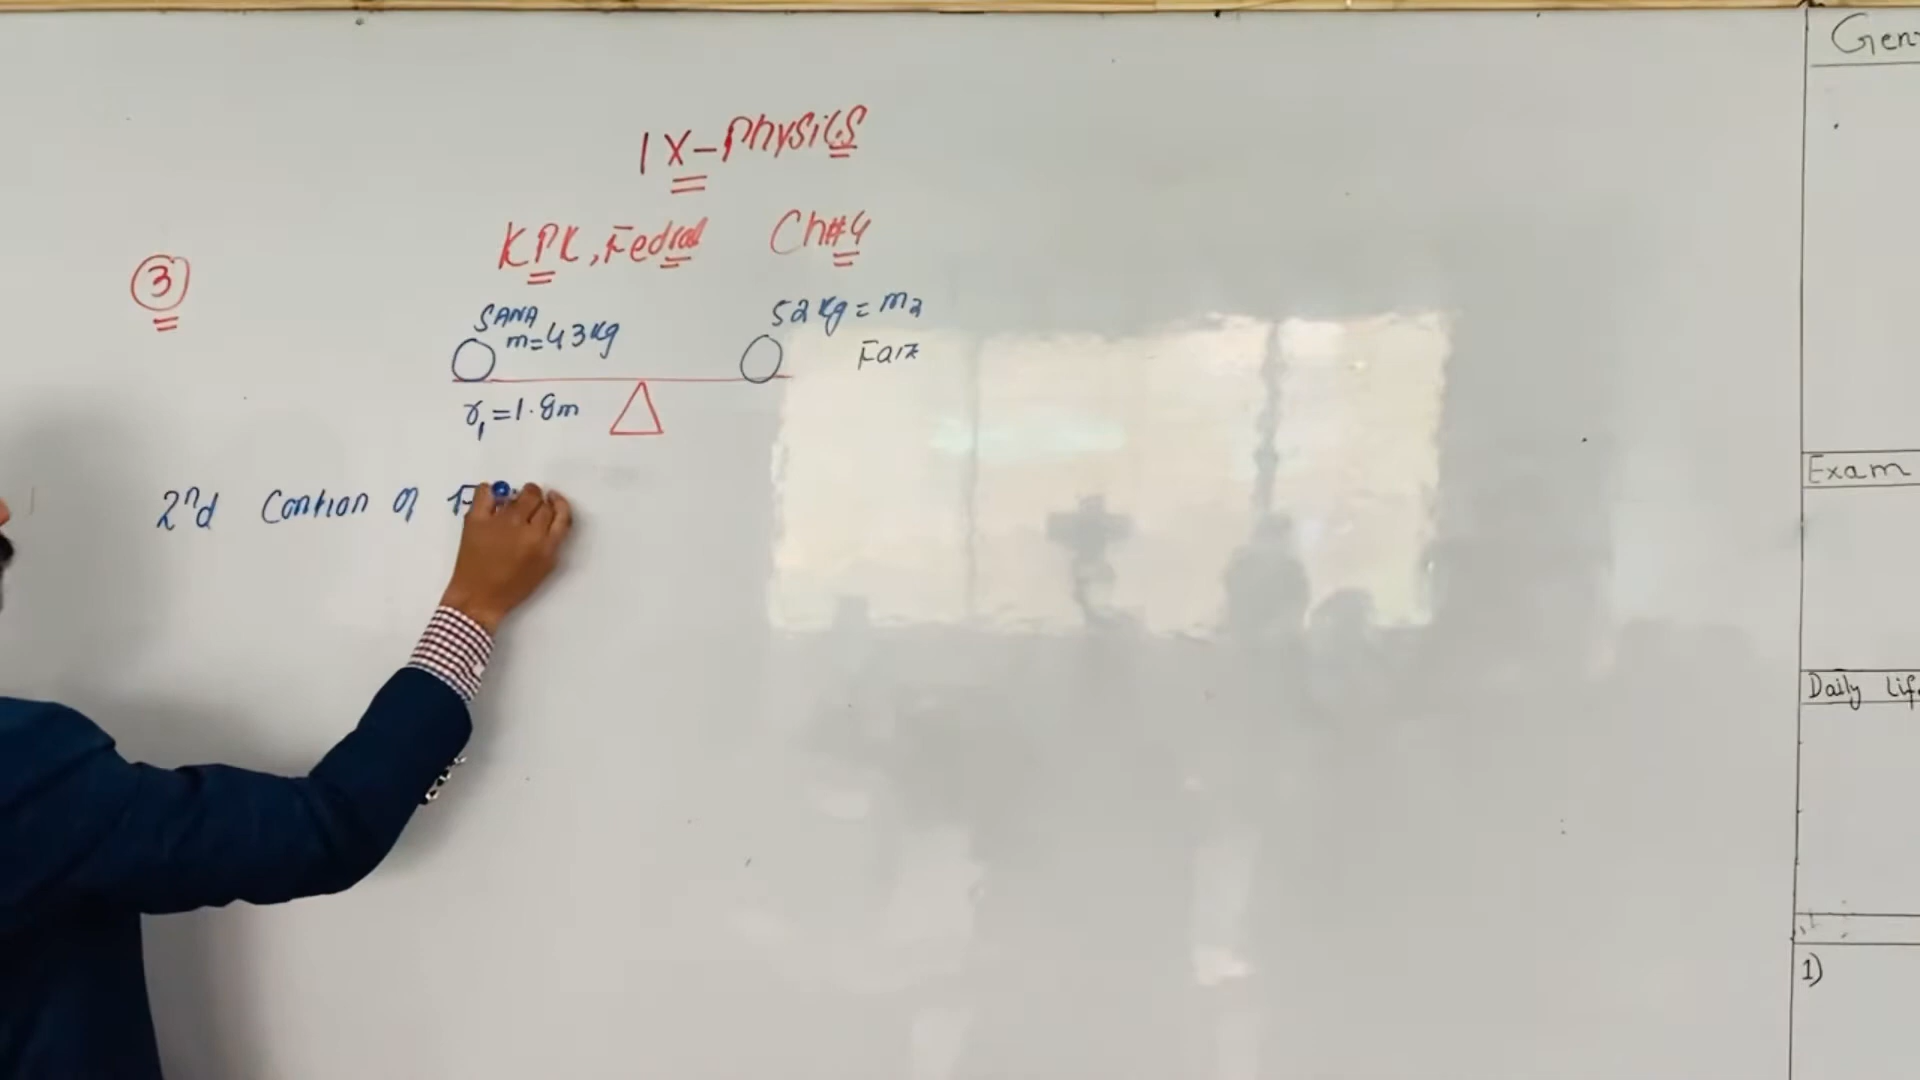 IX-Physics
KPK, Fedral Ch#4
3
SANA
m=43kg
52kg = m2
Faiz
r1=1.8m
2nd Contion of
Gen
Exam
Daily Lif
1)